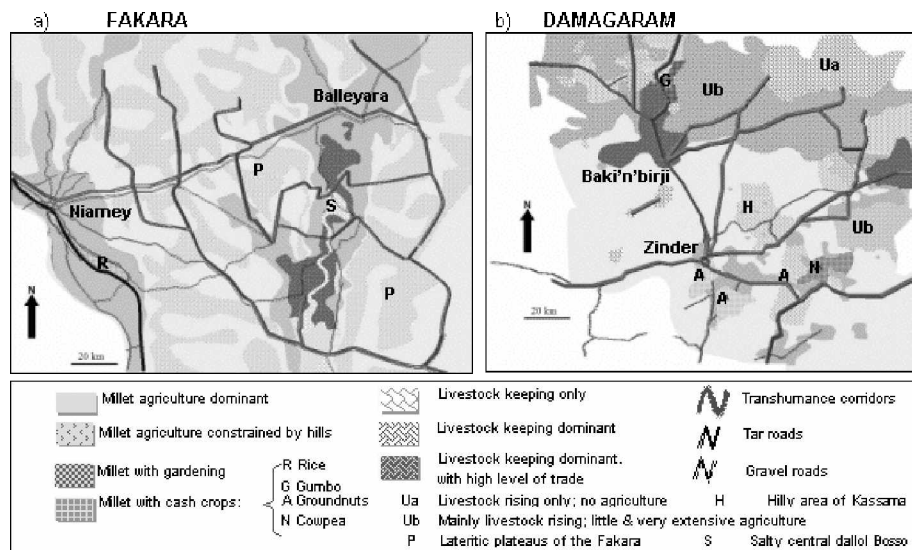 a) FAKARA
b) DAMAGARAM
Balleyara
P
S
Niamey
R
P
N
20 km
Ua
G
Ub
Baki'n'birji
H
N
Ub
Zinder
A
A
N
A
20 km
Millet agriculture dominant
Millet agriculture constrained by hills
Millet with gardening
Millet with cash crops:
R Rice
G Gumbo
A Groundnuts
N Cowpea
Livestock keeping only
Livestock keeping dominant
Livestock keeping dominant.
with high level of trade
Ua Livestock rising only; no agriculture
Ub Mainly livestock rising; little & very extensive agriculture
P Lateritic plateaus of the Fakara
Transhumance corridors
Tar roads
Gravel roads
H Hilly area of Kassama
S Salty central dallol Bosso